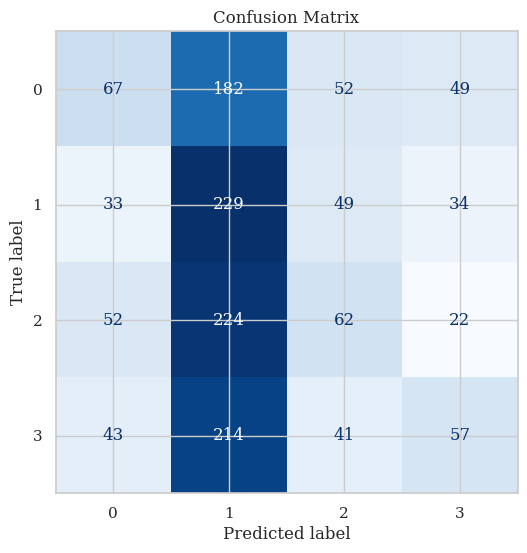 Confusion Matrix
True label
0 67 182 52 49
1 33 229 49 34
2 52 224 62 22
3 43 214 41 57
0 1 2 3
Predicted label